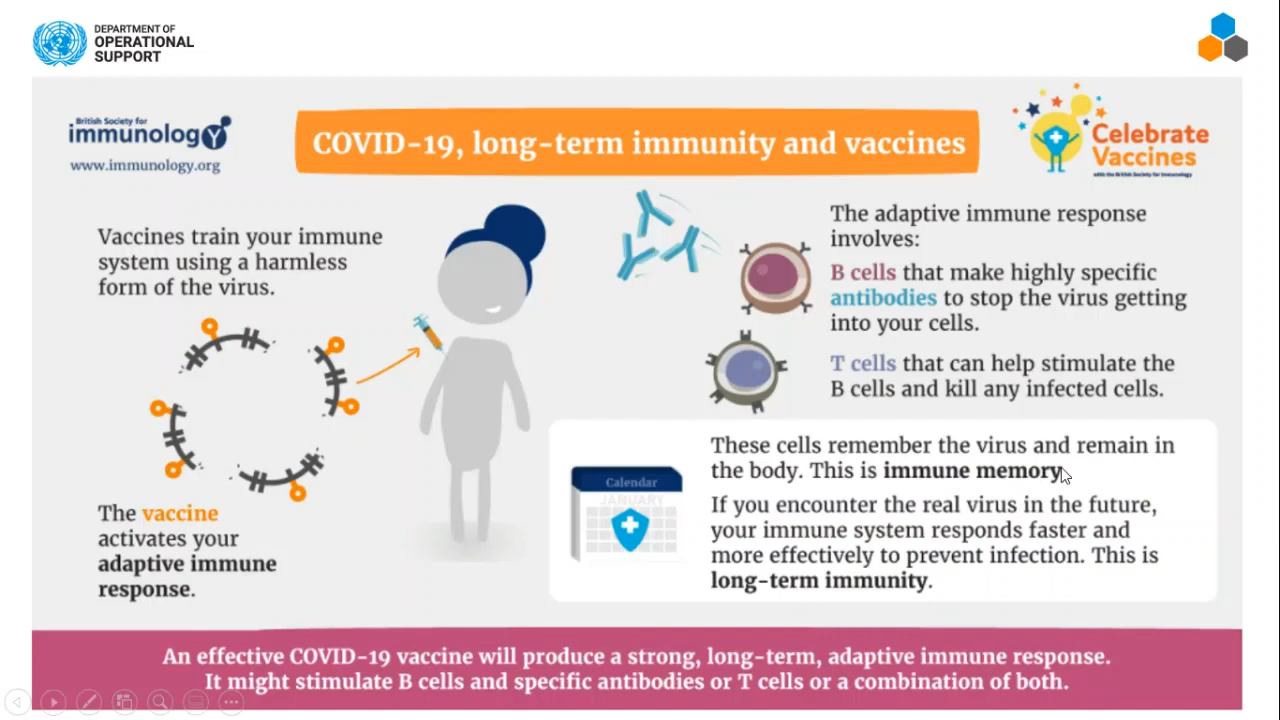 DEPARTMENT OF
OPERATIONAL
SUPPORT
British Society for
immunology
www.immunology.org
COVID-19, long-term immunity and vaccines
Celebrate
Vaccines
with the British Society for Immunology
Vaccines train your immune
system using a harmless
form of the virus.
The vaccine
activates your
adaptive immune
response.
The adaptive immune response
involves:
B cells that make highly specific
antibodies to stop the virus getting
into your cells.
T cells that can help stimulate the
B cells and kill any infected cells.
Calendar
JANUARY
These cells remember the virus and remain in
the body. This is immune memory.
If you encounter the real virus in the future,
your immune system responds faster and
more effectively to prevent infection. This is
long-term immunity.
An effective COVID-19 vaccine will produce a strong, long-term, adaptive immune response.
It might stimulate B cells and specific antibodies or T cells or a combination of both.